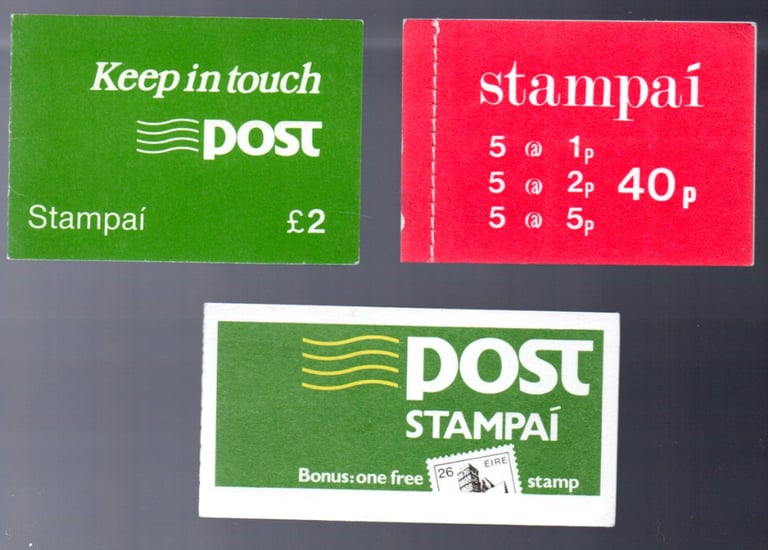 Keep in touch
post
Stampaí £2
stampaí
5 @ 1p
5 @ 2p 40p
5 @ 5p
post
STAMPAÍ
Bonus: one free 26 ÉIRE stamp